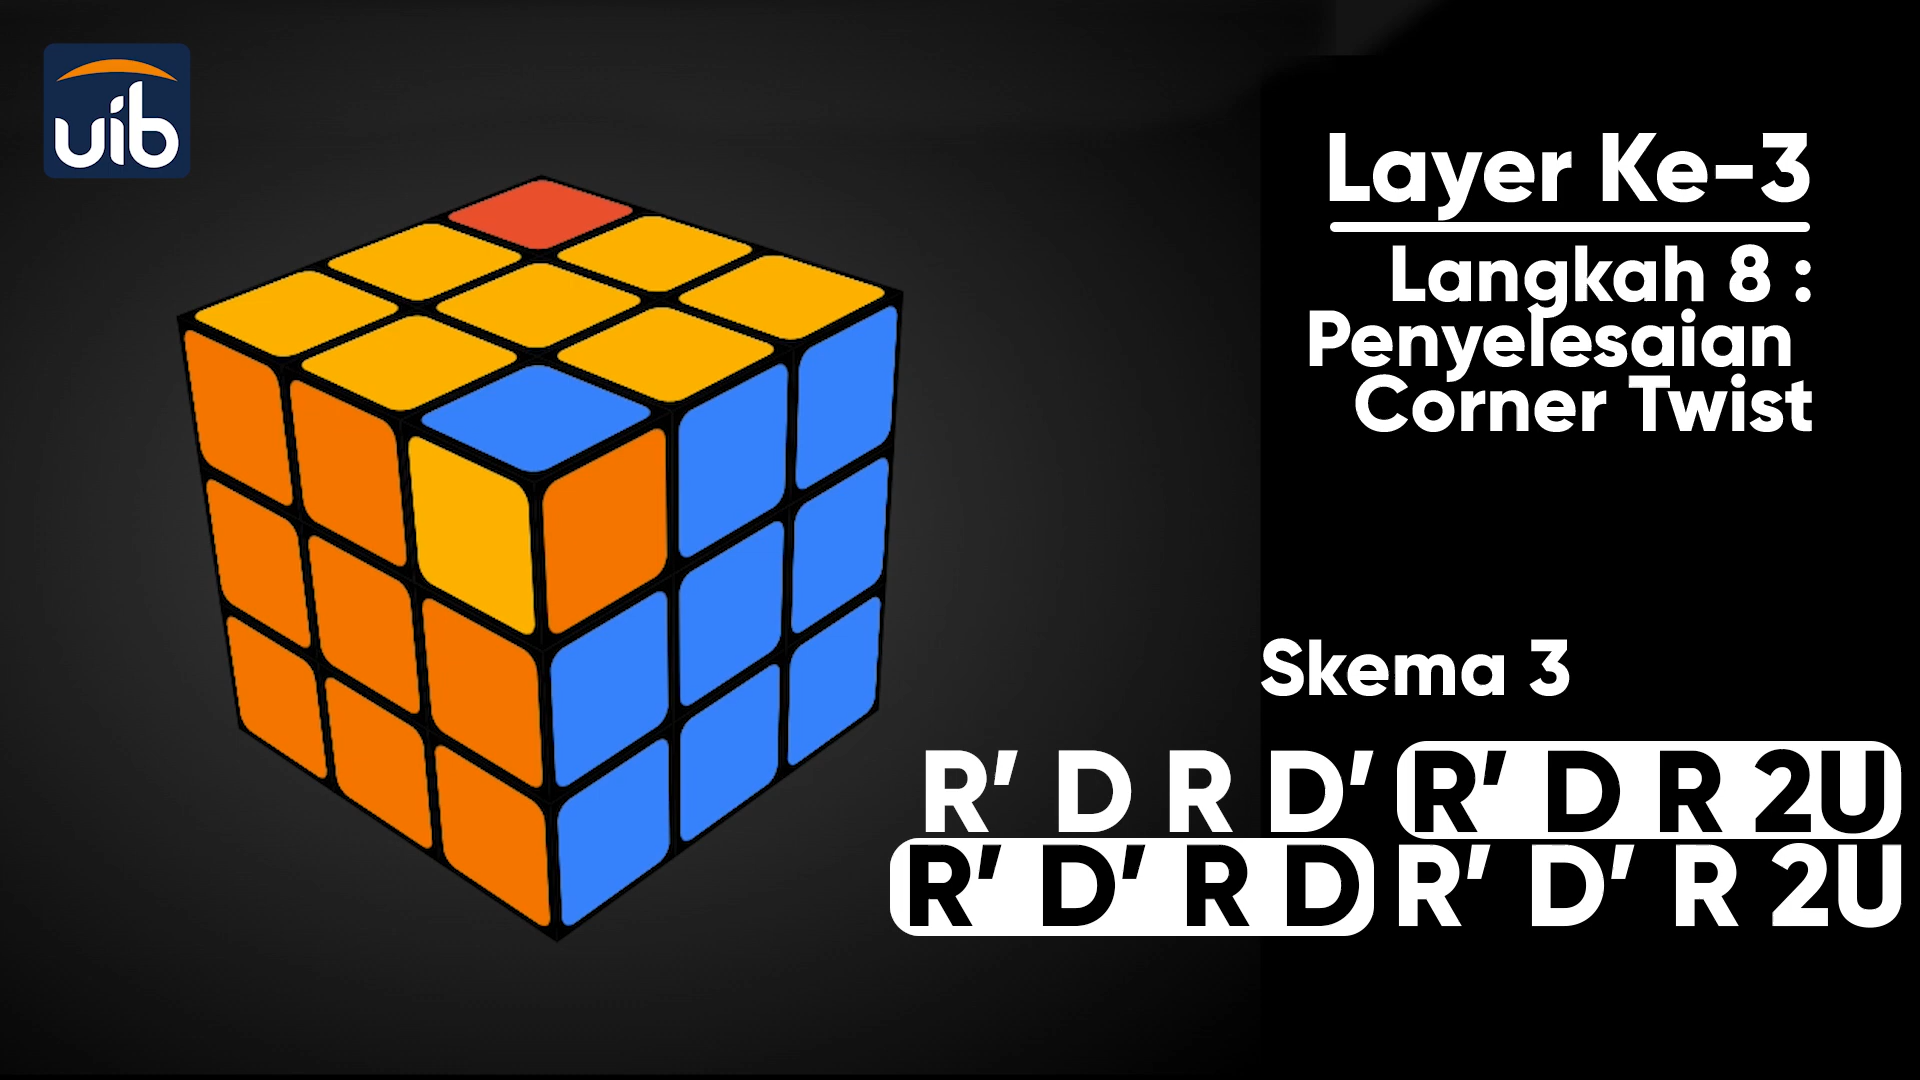 uib
Layer Ke-3
Langkah 8 :
Penyelesaian
Corner Twist
Skema 3
R’ D R D’ R’ D R 2U
R’ D’ R D R’ D’ R 2U